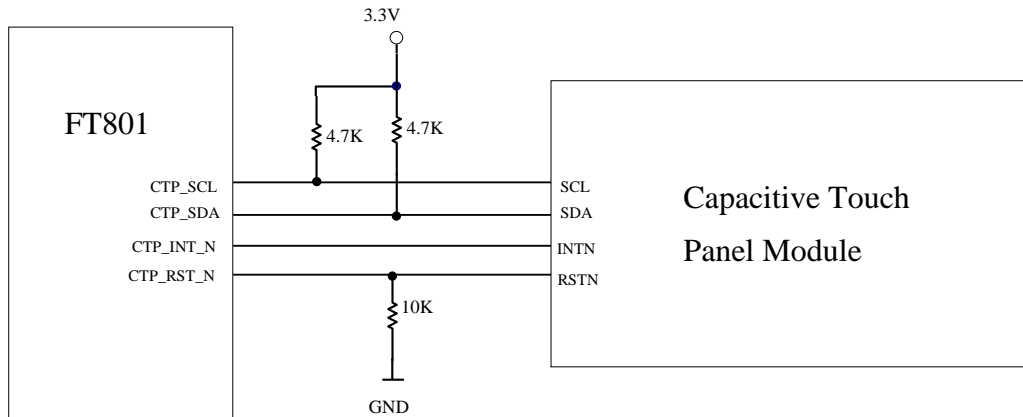 3.3V
FT801
4.7K
4.7K
CTP_SCL
SCL
CTP_SDA
SDA
CTP_INT_N
INTN
CTP_RST_N
RSTN
Capacitive Touch
Panel Module
10K
GND